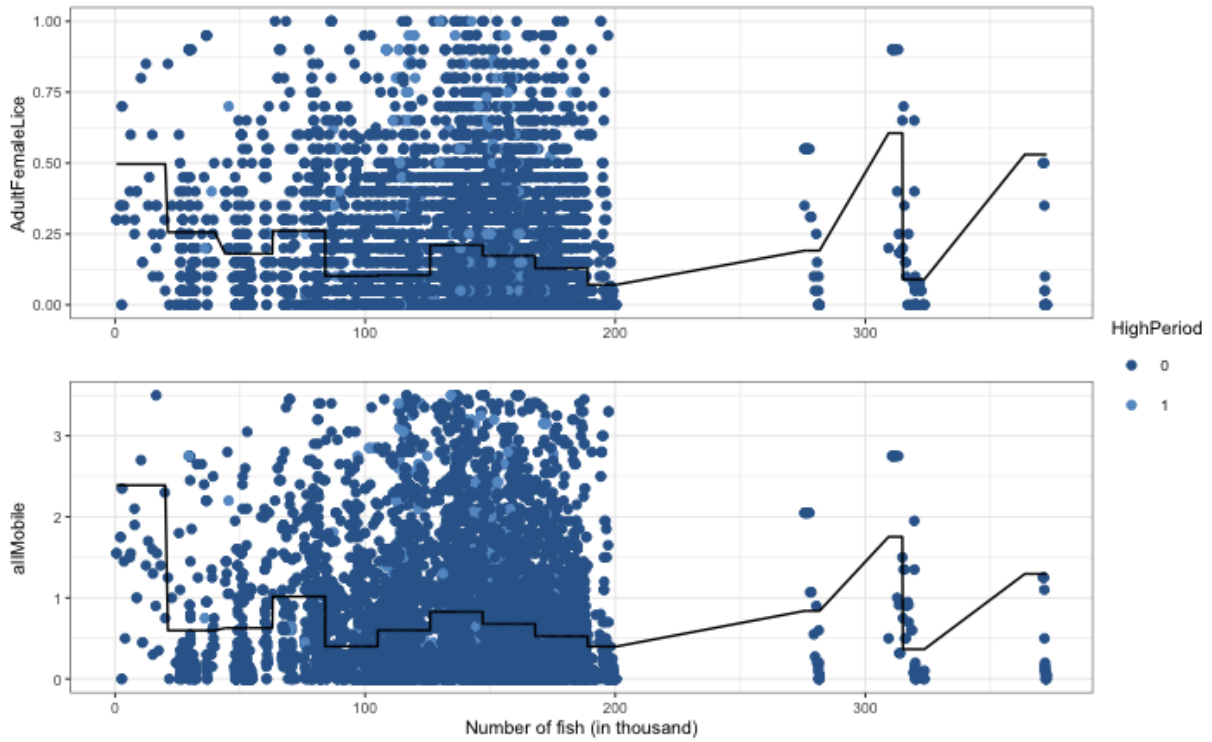 1.00
0.75
0.50
0.25
0.00
AdultFemaleLice
0 100 200 300
HighPeriod
0
1
3
2
1
0
allMobile
0 100 200 300
Number of fish (in thousand)